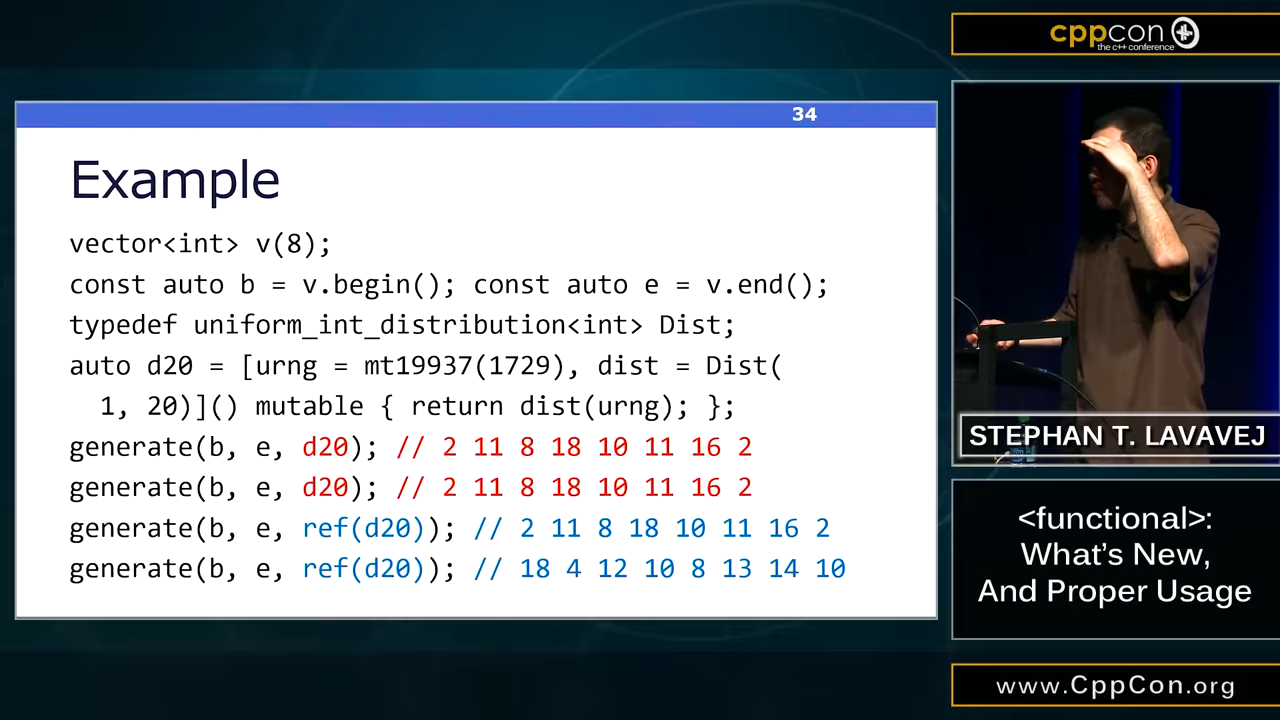 34
Example
vector<int> v(8);
const auto b = v.begin(); const auto e = v.end();
typedef uniform_int_distribution<int> Dist;
auto d20 = [urng = mt19937(1729), dist = Dist(
1, 20)]() mutable { return dist(urng); };
generate(b, e, d20); // 2 11 8 18 10 11 16 2
generate(b, e, d20); // 2 11 8 18 10 11 16 2
generate(b, e, ref(d20)); // 2 11 8 18 10 11 16 2
generate(b, e, ref(d20)); // 18 4 12 10 8 13 14 10
cppcon
the c++ conference
STEPHAN T. LAVAVEJ
<functional>:
What's New,
And Proper Usage
www.CppCon.org